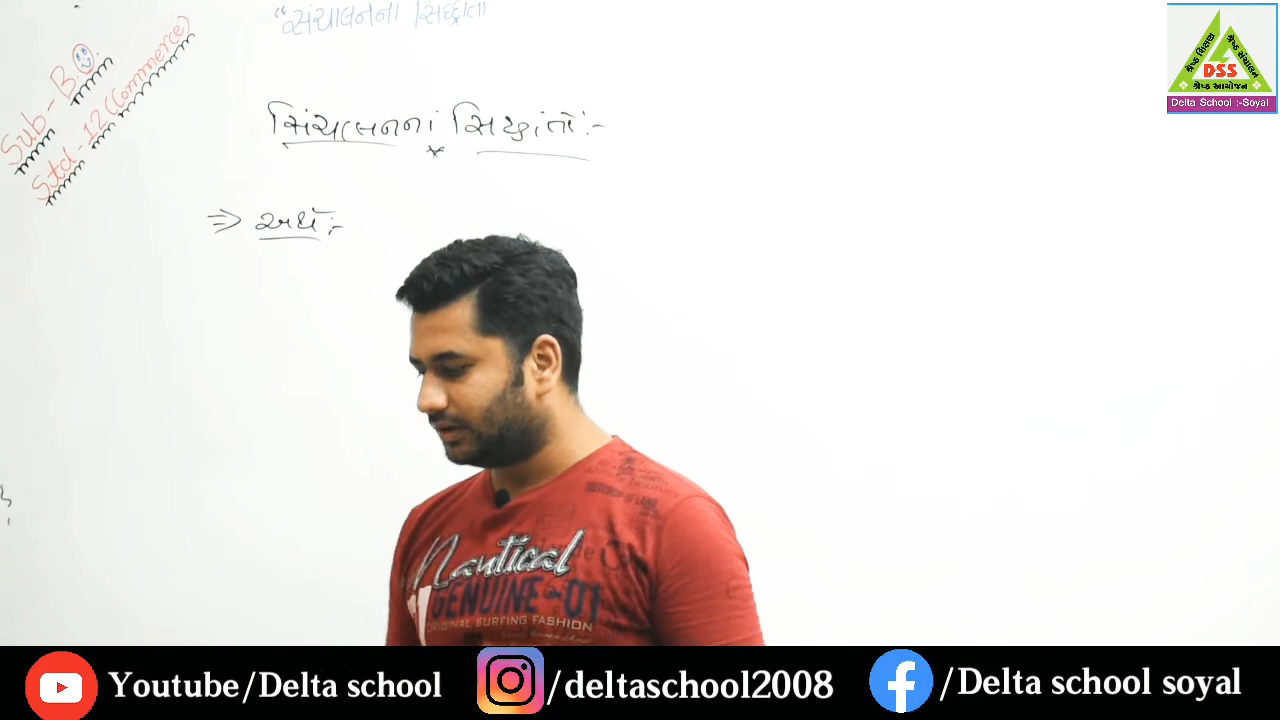 "સંચાલનના સિધ્ધાંતો
Sub - B.O.
Std - 12 (Commerce)
સંચાલનનાં સિધ્ધાંતો :-
⇒ અર્થ :-
શ્રેષ્ઠ શિક્ષણ
શ્રેષ્ઠ સંચાલન
DSS
શ્રેષ્ઠ આયોજન
Delta School :-Soyal
Nautical
GENUINE-01
ORIGINAL SURFING FASHION
Youtube/Delta school
/deltaschool2008
/Delta school soyal